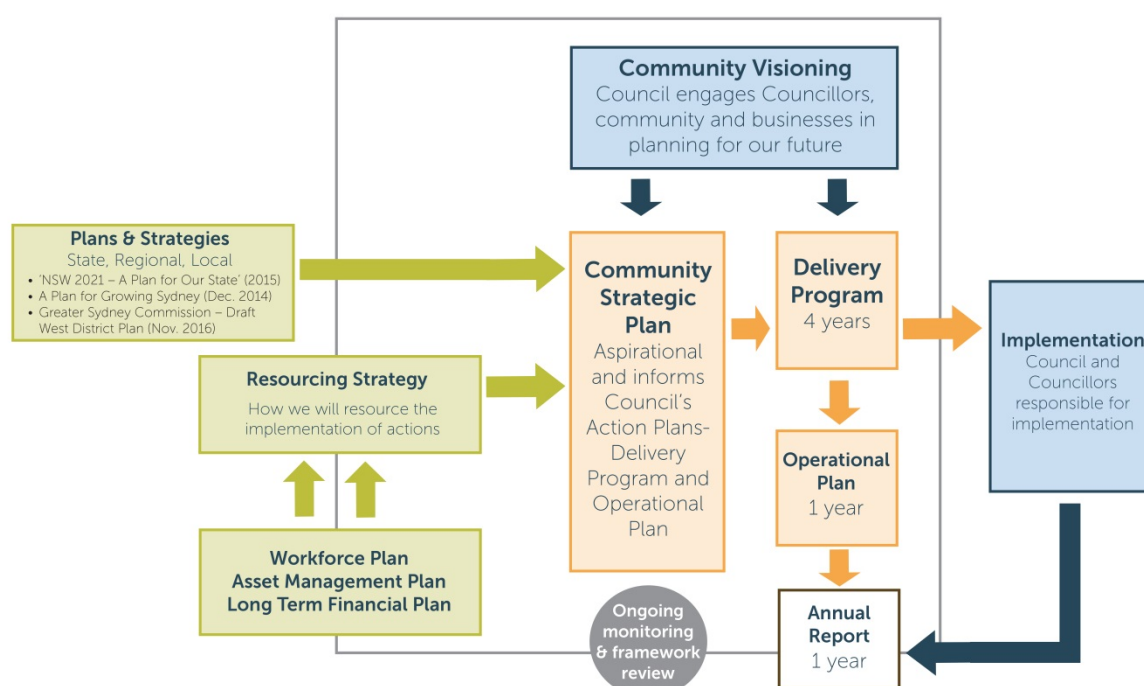 Community Visioning
Council engages Councillors,
community and businesses in
planning for our future
Plans & Strategies
State, Regional, Local
• 'NSW 2021 – A Plan for Our State' (2015)
• A Plan for Growing Sydney (Dec. 2014)
• Greater Sydney Commission – Draft
West District Plan (Nov. 2016)
Resourcing Strategy
How we will resource the
implementation of actions
Workforce Plan
Asset Management Plan
Long Term Financial Plan
Community
Strategic
Plan
Aspirational
and informs
Council's
Action Plans-
Delivery
Program and
Operational
Plan
Delivery
Program
4 years
Operational
Plan
1 year
Annual
Report
1 year
Implementation
Council and
Councillors
responsible for
implementation
Ongoing
monitoring
& framework
review